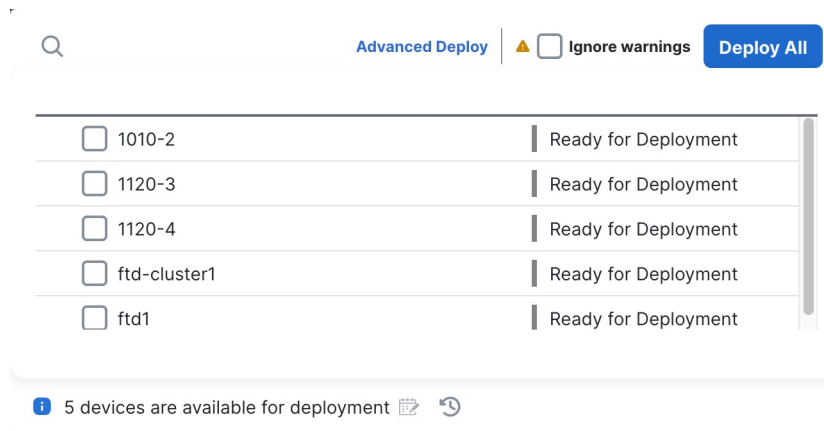 Advanced Deploy Ignore warnings Deploy All
1010-2 Ready for Deployment
1120-3 Ready for Deployment
1120-4 Ready for Deployment
ftd-cluster1 Ready for Deployment
ftd1 Ready for Deployment
5 devices are available for deployment